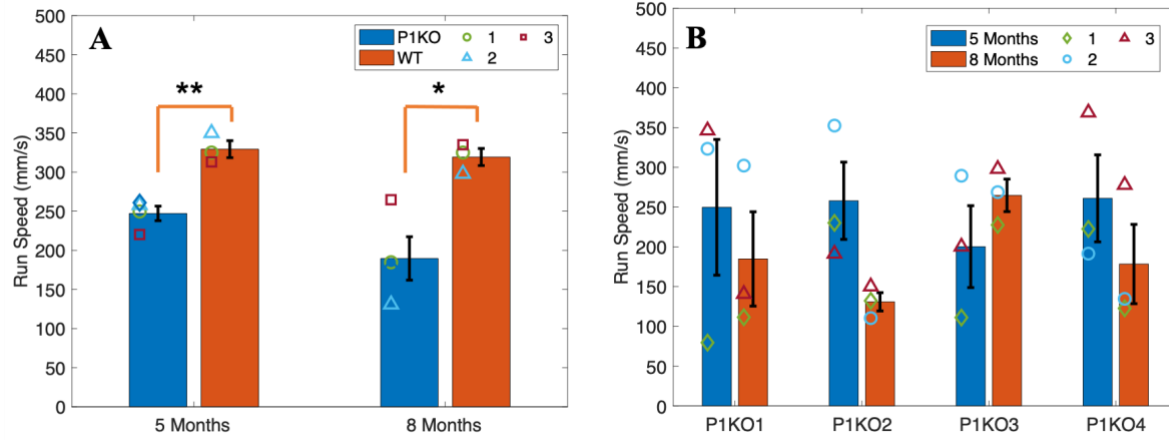 A
P1KO 1 3
WT 2
**
*
Run Speed (mm/s)
500
450
400
350
300
250
200
150
100
50
0
5 Months
8 Months
B
5 Months 1 3
8 Months 2
Run Speed (mm/s)
500
450
400
350
300
250
200
150
100
50
0
P1KO1
P1KO2
P1KO3
P1KO4